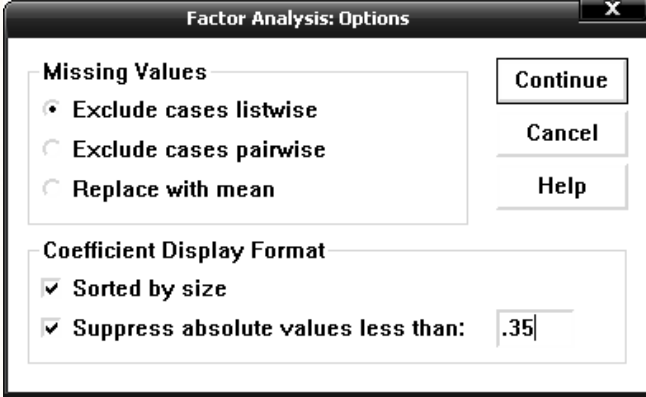 Factor Analysis: Options
X
Missing Values
Exclude cases listwise
Exclude cases pairwise
Replace with mean
Continue
Cancel
Help
Coefficient Display Format
Sorted by size
Suppress absolute values less than: .35